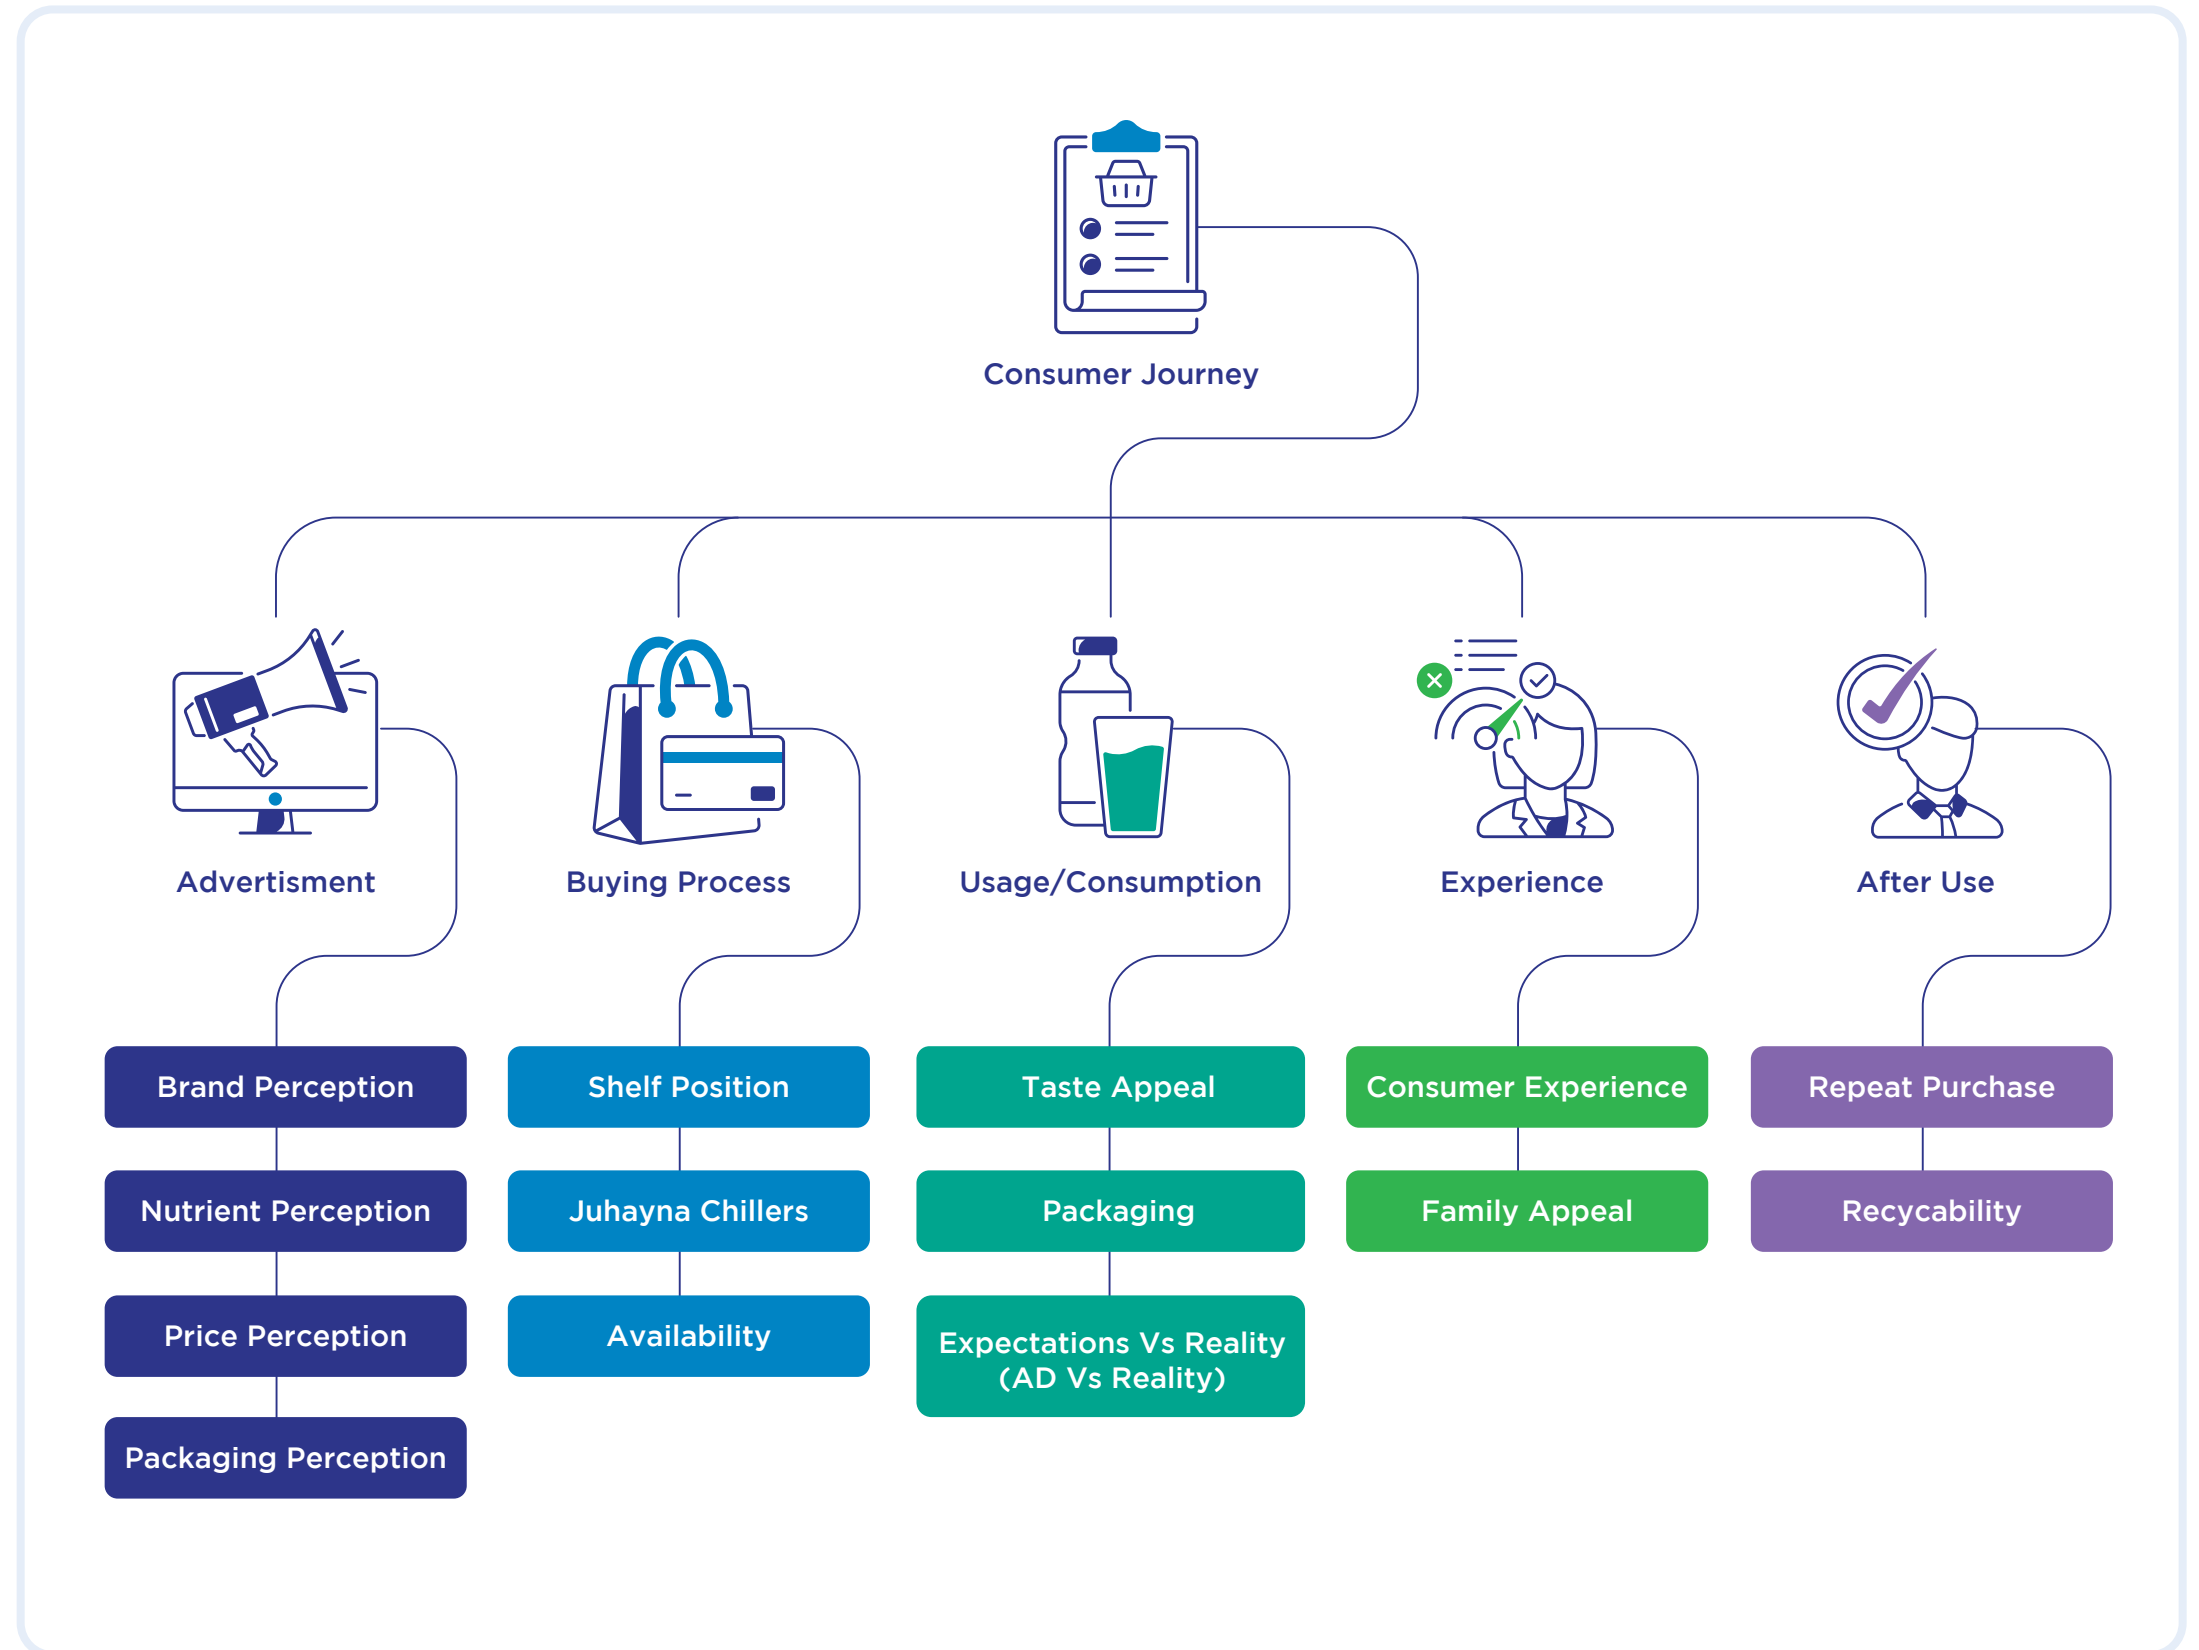 Consumer Journey
Advertisment
Buying Process
Usage/Consumption
Experience
After Use
Brand Perception
Nutrient Perception
Price Perception
Packaging Perception
Shelf Position
Juhayna Chillers
Availability
Taste Appeal
Packaging
Expectations Vs Reality
(AD Vs Reality)
Consumer Experience
Family Appeal
Repeat Purchase
Recycability